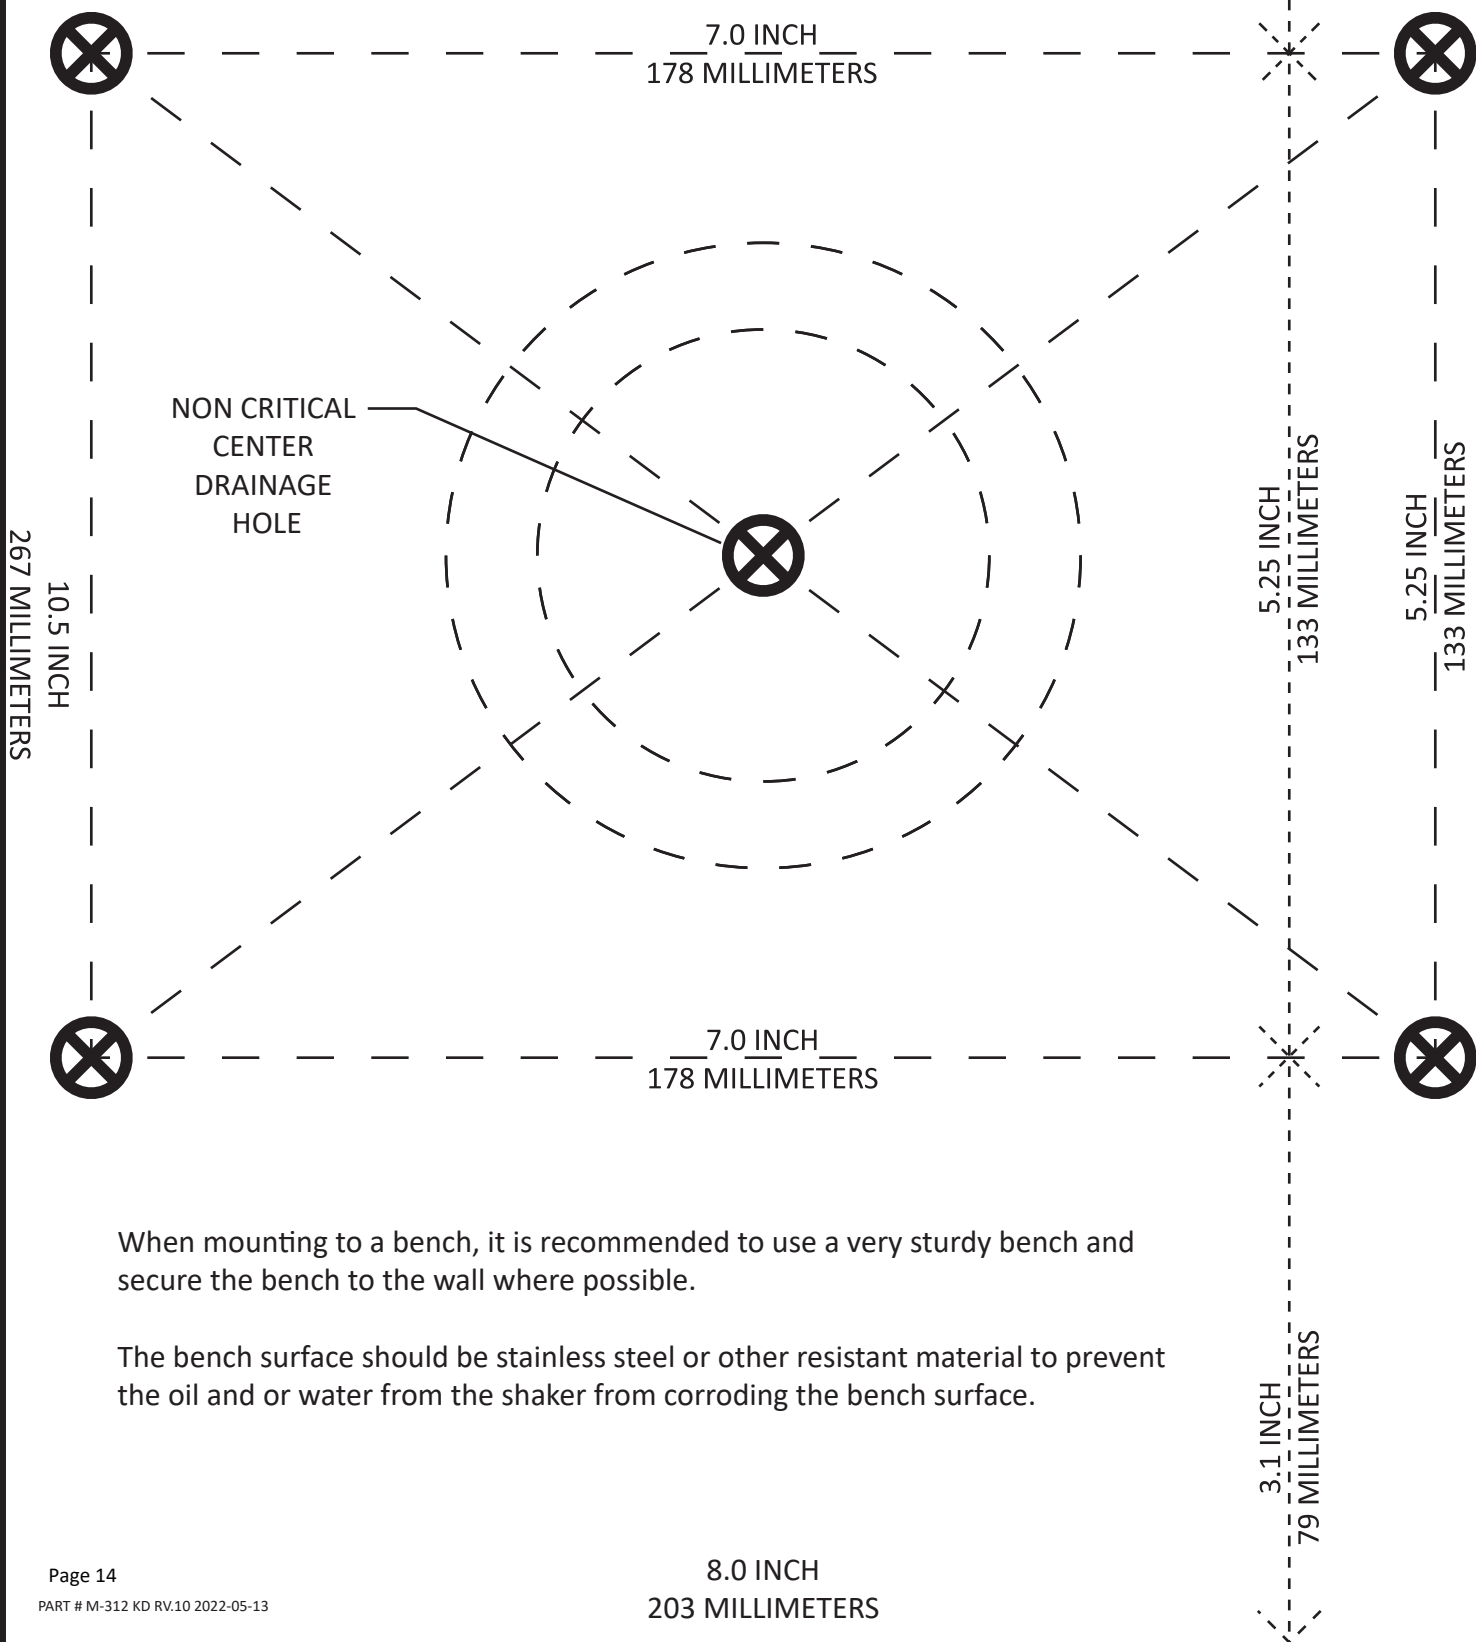 7.0 INCH
178 MILLIMETERS
NON CRITICAL
CENTER
DRAINAGE
HOLE
10.5 INCH
267 MILLIMETERS
5.25 INCH
133 MILLIMETERS
5.25 INCH
133 MILLIMETERS
7.0 INCH
178 MILLIMETERS
When mounting to a bench, it is recommended to use a very sturdy bench and
secure the bench to the wall where possible.
The bench surface should be stainless steel or other resistant material to prevent
the oil and or water from the shaker from corroding the bench surface.
3.1 INCH
79 MILLIMETERS
8.0 INCH
203 MILLIMETERS
Page 14
PART # M-312 KD RV.10 2022-05-13